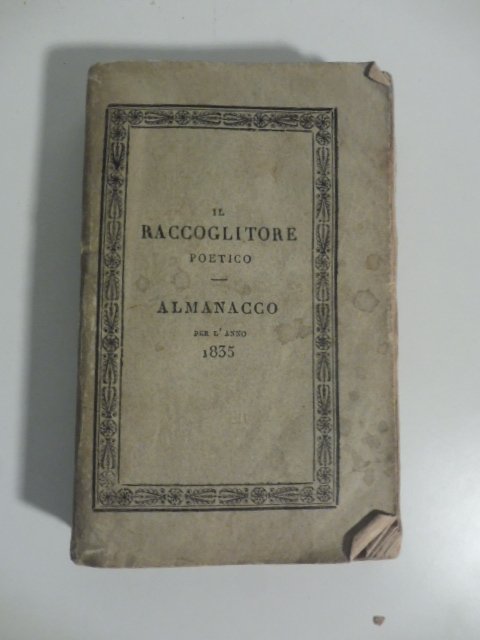 IL
RACCOGLITORE
POETICO
ALMANACCO
PER L'ANNO
1835